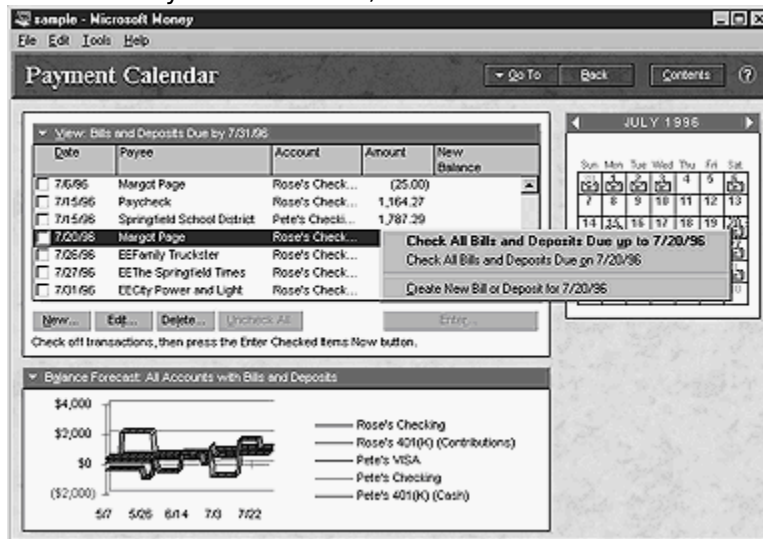 sample - Microsoft Money
File Edit Tools Help
Payment Calendar Go To Back Contents ?
View: Bills and Deposits Due by 7/31/96
Date Payee Account Amount New Balance
7/6/96 Margot Page Rose's Check... (25.00)
7/15/96 Paycheck Rose's Check... 1,164.27
7/15/96 Springfield School District Pete's Checki... 1,787.29
7/20/96 Margot Page Rose's Check...
7/26/96 EEFamily Truckster Rose's Check...
7/27/96 EEThe Springfield Times Rose's Check...
7/31/96 EECity Power and Light Rose's Check...
Check All Bills and Deposits Due up to 7/20/96
Check All Bills and Deposits Due on 7/20/96
Create New Bill or Deposit for 7/20/96
New... Edit... Delete... Uncheck All Enter...
Check off transactions, then press the Enter Checked Items Now button.
JULY 1996
Sun Mon Tue Wed Thu Fri Sat
1 2 3 4 5 6
7 8 9 10 11 12 13
14 15 16 17 18 19 20
Balance Forecast: All Accounts with Bills and Deposits
$4,000
$2,000
$0
($2,000)
5/7 5/26 6/14 7/3 7/22
Rose's Checking
Rose's 401(K) (Contributions)
Pete's VISA
Pete's Checking
Pete's 401(K) (Cash)